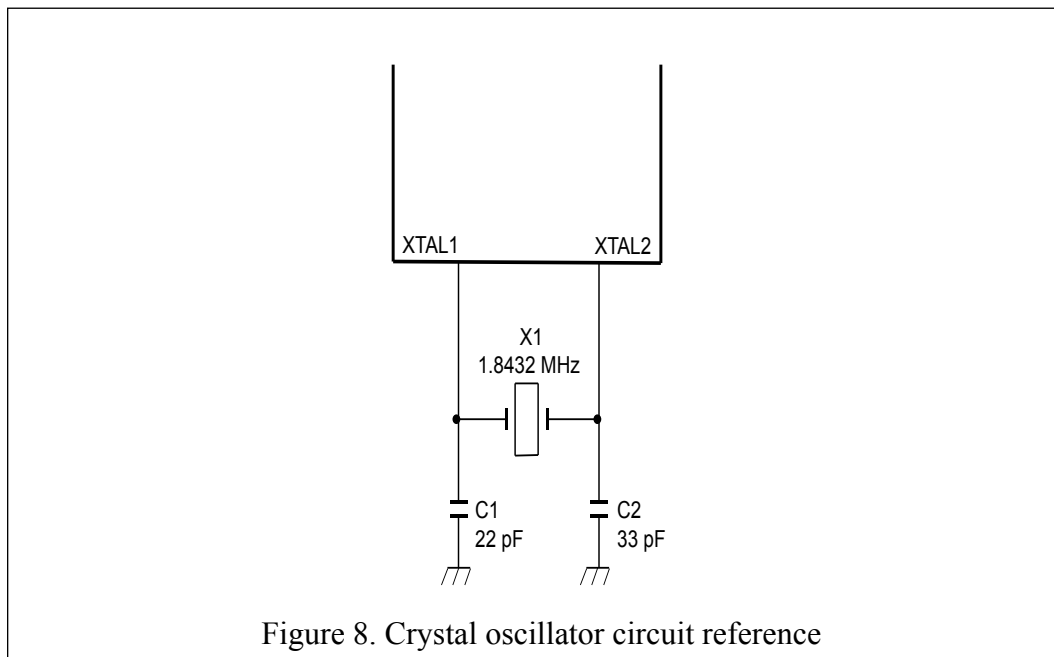 XTAL1
XTAL2
X1
1.8432 MHz
C1
22 pF
C2
33 pF
Figure 8. Crystal oscillator circuit reference